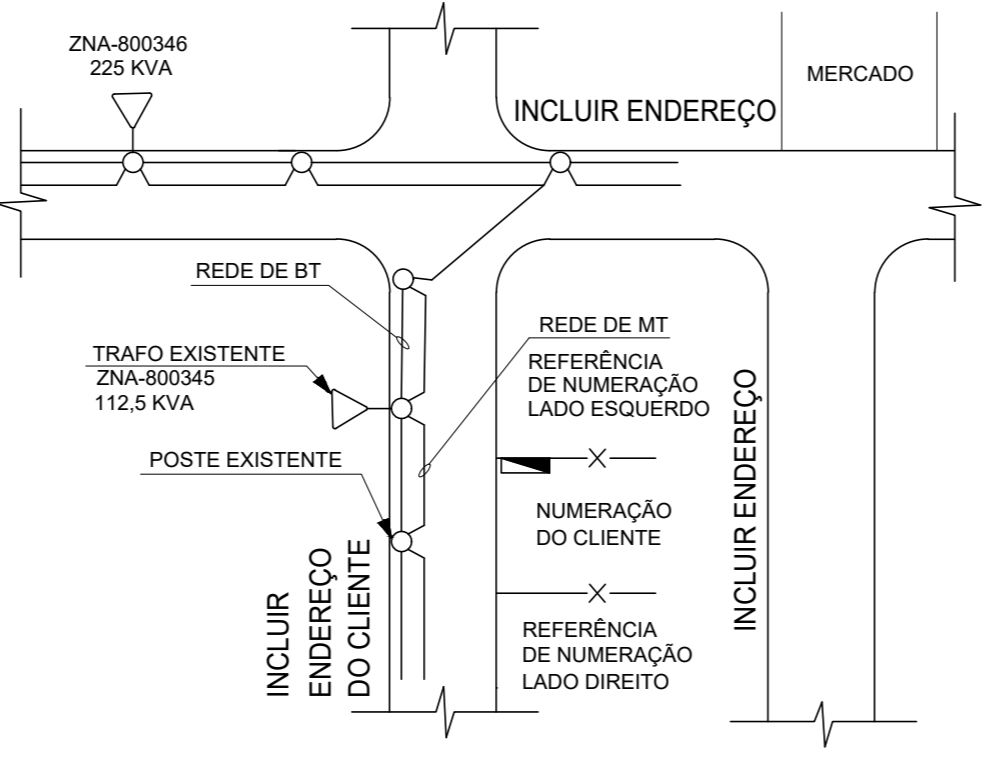 ZNA-800346
225 KVA
MERCADO
INCLUIR ENDEREÇO
REDE DE BT
REDE DE MT
TRAFO EXISTENTE
ZNA-800345
112,5 KVA
REFERÊNCIA
DE NUMERAÇÃO
LADO ESQUERDO
POSTE EXISTENTE
NUMERAÇÃO
DO CLIENTE
INCLUIR ENDEREÇO
INCLUIR
ENDEREÇO
DO CLIENTE
REFERÊNCIA
DE NUMERAÇÃO
LADO DIREITO